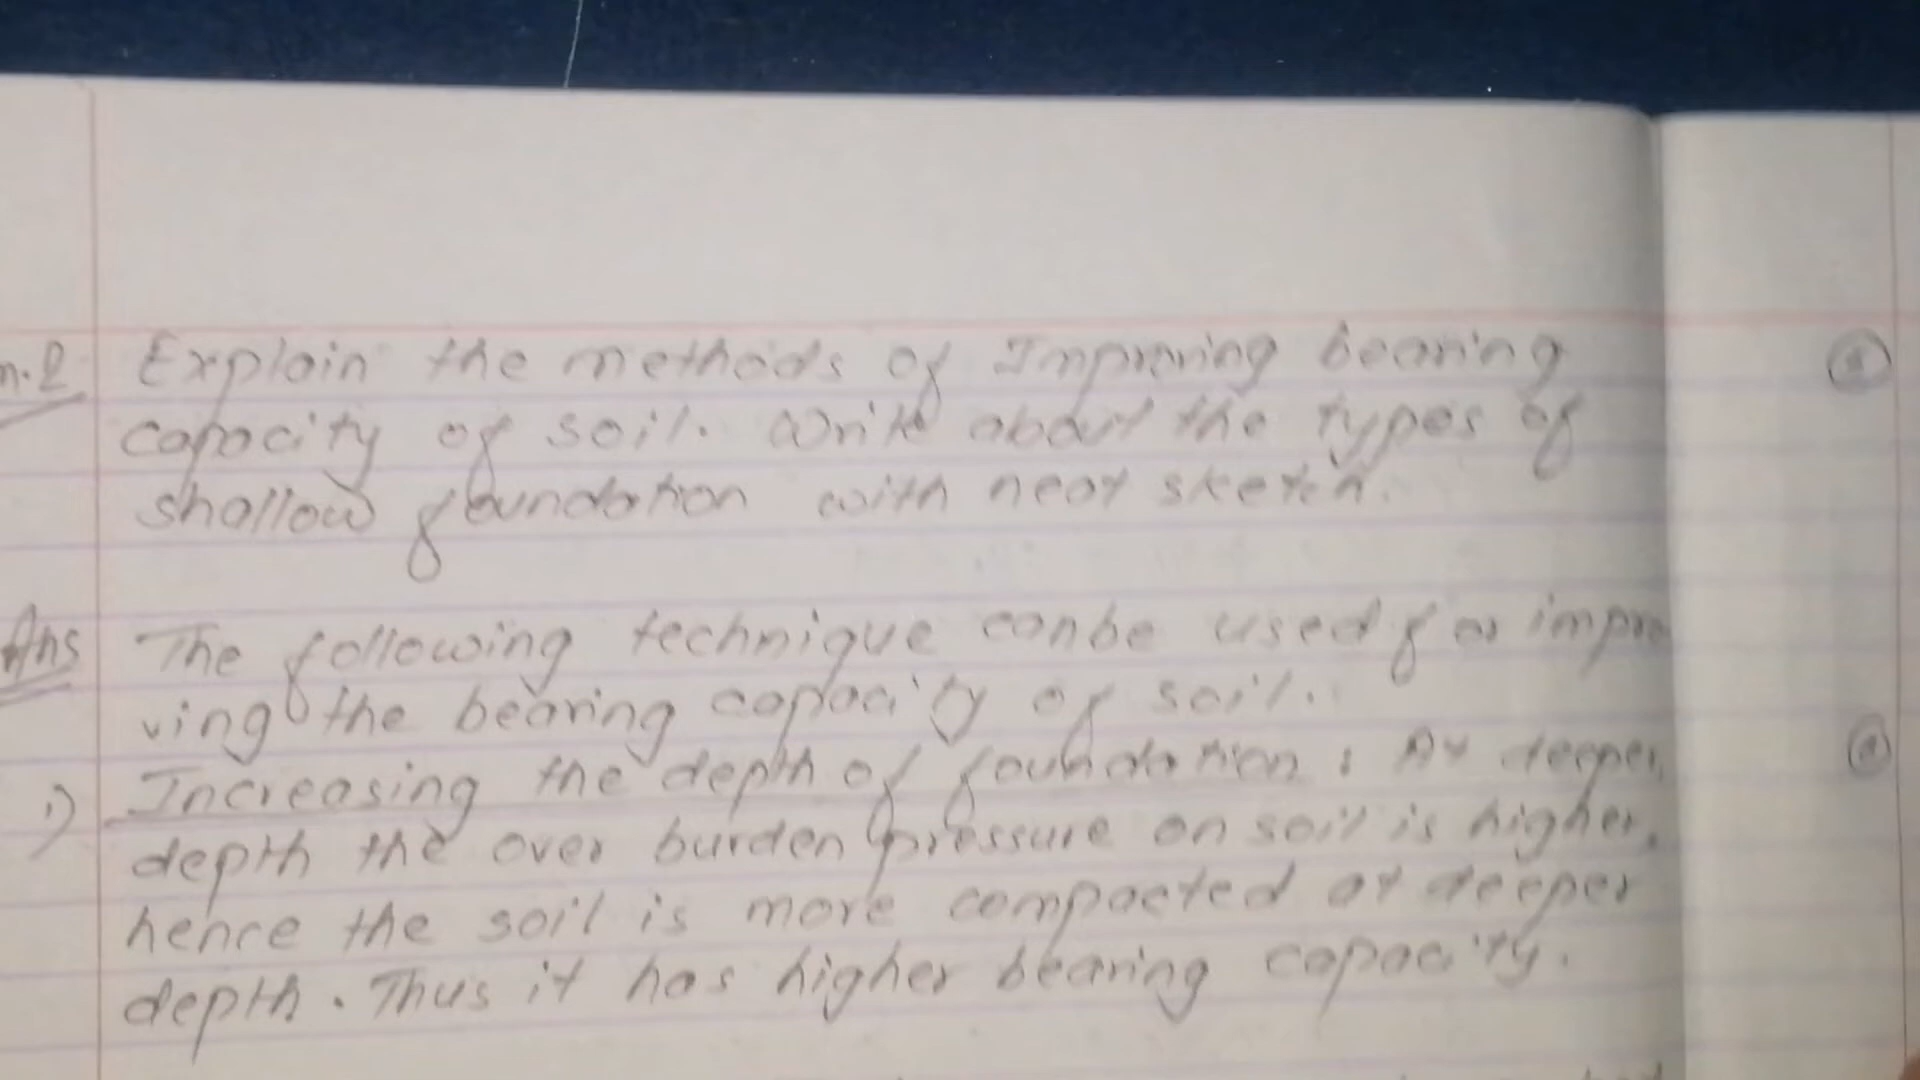 n.2 Explain the methods of Improving bearing
capacity of soil. Write about the types of
shallow foundation with neat sketch.
Ans The following technique can be used for impro
ving the bearing capacity of soil.
i) Increasing the depth of foundation : At deeper
depth the over burden pressure on soil is higher,
hence the soil is more compacted at deeper
depth. Thus it has higher bearing capacity.